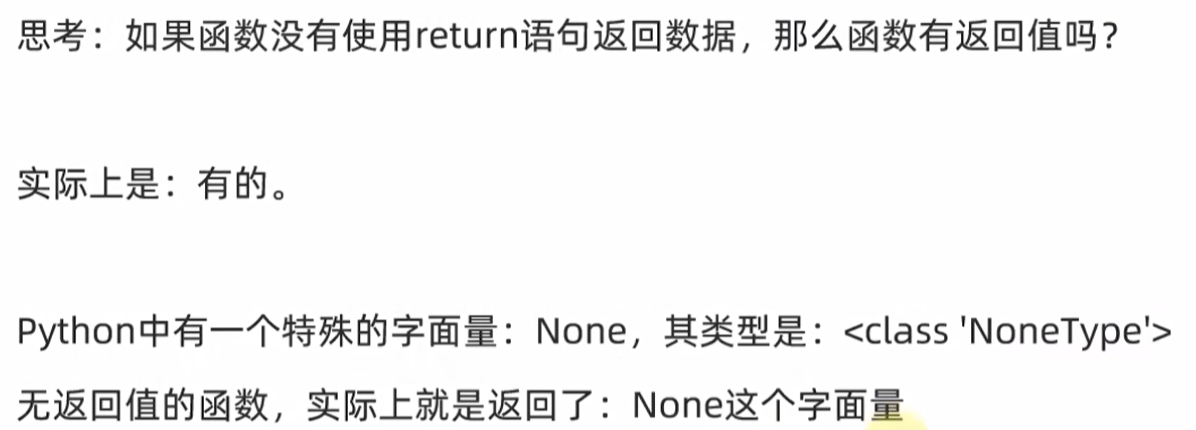 思考：如果函数没有使用return语句返回数据，那么函数有返回值吗？
实际上是：有的。
Python中有一个特殊的字面量：None，其类型是：<class 'NoneType'>
无返回值的函数，实际上就是返回了：None这个字面量